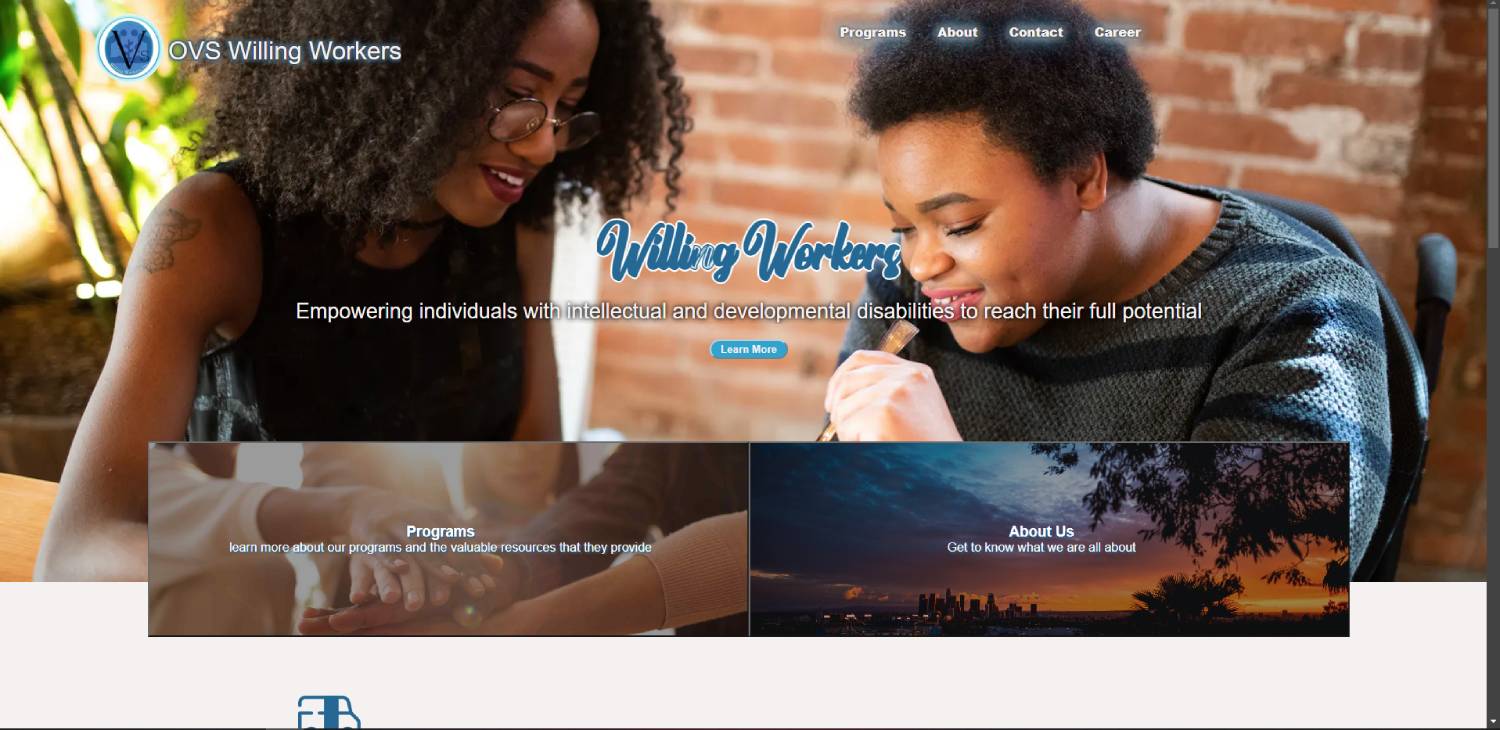 OVS Willing Workers
Programs About Contact Career
Willing Workers
Empowering individuals with intellectual and developmental disabilities to reach their full potential
Learn More
Programs
learn more about our programs and the valuable resources that they provide
About Us
Get to know what we are all about